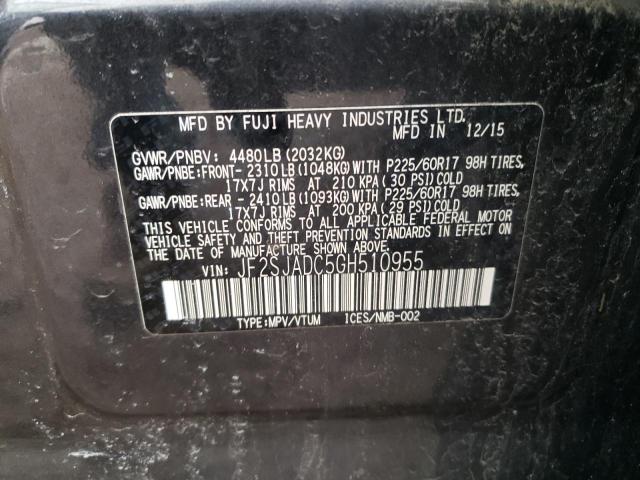 MFD BY FUJI HEAVY INDUSTRIES LTD.
MFD IN 12/15
GVWR/PNBV: 4480LB(2032KG)
GAWR/PNBE:FRONT- 2310LB(1048KG)WITH P225/60R17 98H TIRES,
17X7J RIMS AT 210 KPA(30 PSI)COLD
GAWR/PNBE:REAR - 2410LB(1093KG)WITH P225/60R17 98H TIRES,
17X7J RIMS AT 200 KPA(29 PSI)COLD
THIS VEHICLE CONFORMS TO ALL APPLICABLE FEDERAL MOTOR
VEHICLE SAFETY AND THEFT PREVENTION STANDARDS IN EFFECT ON
THE DATE OF MANUFACTURE SHOWN ABOVE.
VIN: JF2SJADC5GH510955
TYPE:MPV/VTUM ICES/NMB-002